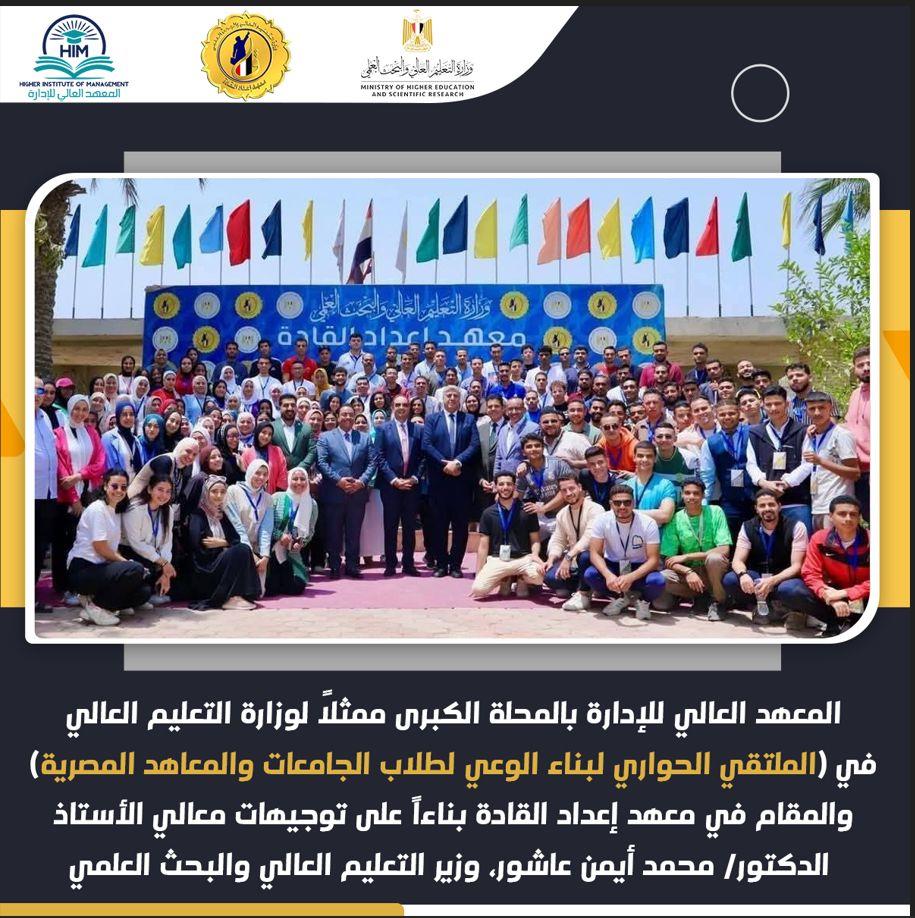 HIM
HIGHER INSTITUTE OF MANAGEMENT
المعهد العالي للإدارة
وزارة التعليم العالي والبحث العلمي
MINISTRY OF HIGHER EDUCATION
AND SCIENTIFIC RESEARCH
وزارة التعليم العالي والبحث العلمي
معهد إعداد القادة
المعهد العالي للإدارة بالمحلة الكبرى ممثلاً لوزارة التعليم العالي
في (الملتقي الحواري لبناء الوعي لطلاب الجامعات والمعاهد المصرية)
والمقام في معهد إعداد القادة بناءاً على توجيهات معالي الأستاذ
الدكتور/ محمد أيمن عاشور، وزير التعليم العالي والبحث العلمي